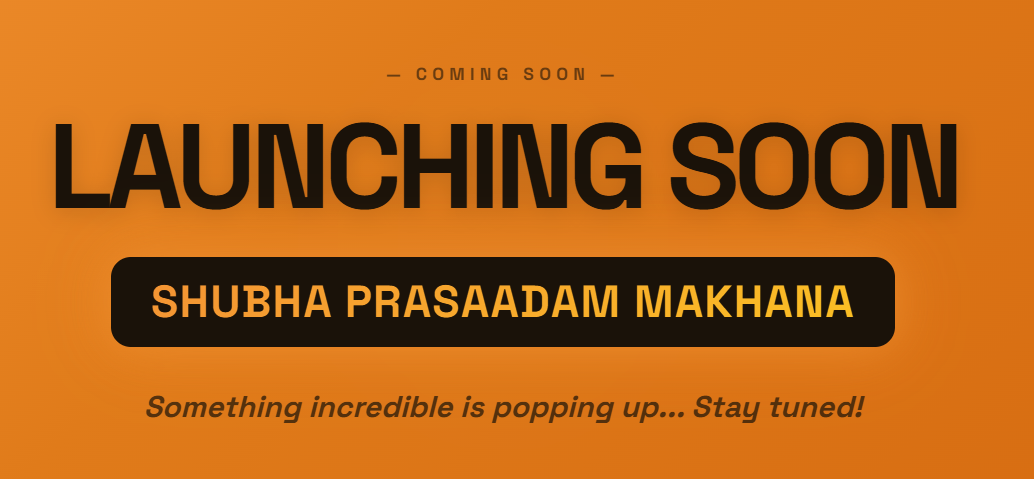 — COMING SOON —
LAUNCHING SOON
SHUBHA PRASAADAM MAKHANA
Something incredible is popping up... Stay tuned!